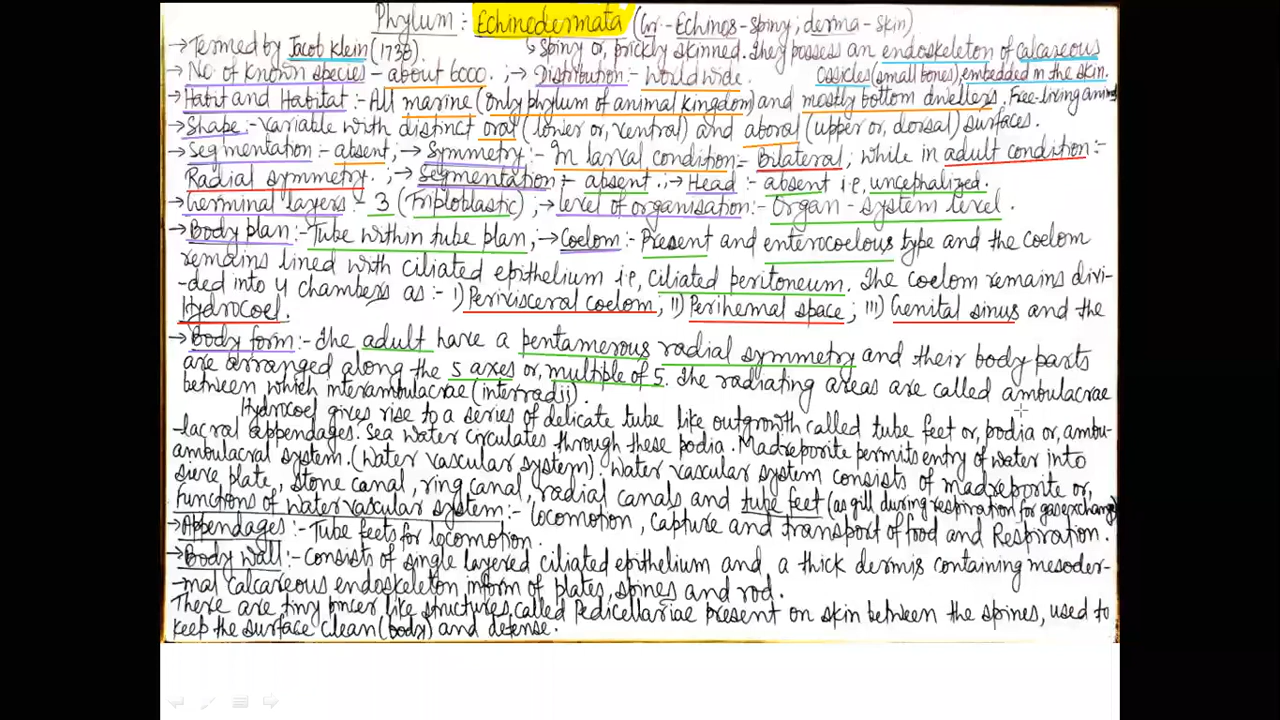 Phylum :- Echinodermata (Gr.-Echinos-spiny; derma-skin)
→Termed by Jacob Klein (1738). ↳ Spiny or, prickly skinned. They possess an endoskeleton of calcareous
→No. of known species - about 6000. ; → Distribution :- world wide. Ossicles (small bones), embedded in the skin.
→Habit and Habitat :- All marine (only phylum of animal kingdom) and mostly bottom dwellers. Free-living
→Shape :- variable with distinct oral (lower or, ventral) and aboral (upper or, dorsal) surfaces.
→Segmentation :- absent, ; → Symmetry :- In larval condition :- Bilateral; while in adult condition :-
Radial symmetry. ; → Segmentation :- absent. ; → Head :- absent i.e, uncephalized.
→Germinal layers :- 3 (Triploblastic) ; → Level of organisation :- Organ - system level.
→Body plan :- Tube within tube plan, → Coelom :- Present and enterocoelous type and the coelom
remains lined with ciliated epithelium i.e, ciliated peritoneum. The coelom remains divi-
-ded into 4 chambers as :- i) Perivisceral coelom, ii) Perihemal space; iii) Genital sinus and the
Hydrocoel.
→Body form :- The adult have a pentamerous radial symmetry and their body parts
are arranged along the 5 axes or, multiple of 5. The radiating areas are called ambulacrae
between which interambulacrae (interradii).
Hydrocoel gives rise to a series of delicate tube like outgrowth called tube feet or, podia or, ambu-
-lacral appendages. Sea water circulates through these podia. Madreporite permits entry of water into
ambulacral system. (Water vascular system). Water vascular system consists of madreporite or,
sieve plate, stone canal, ring canal, radial canals and tube feet (as gill during respiration for gas exchange)
functions of water vascular system :- locomotion, capture and transport of food and Respiration.
→Appendages :- Tube feets for locomotion.
→Body wall :- consists of single layered ciliated epithelium and a thick dermis containing mesoder-
-mal calcareous endoskeleton inform of plates, spines and rod.
There are tiny pincer like structures, called Pedicellariae present on skin between the spines, used to
keep the surface clean (body) and defense.